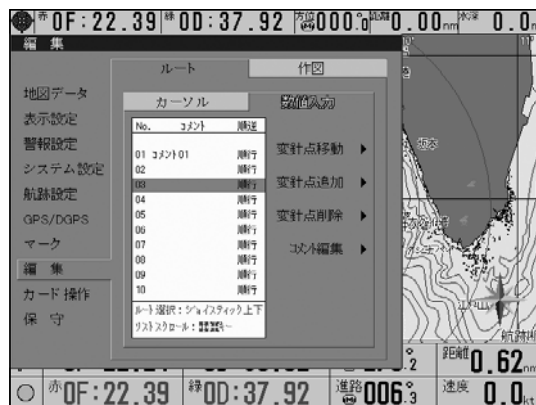 赤 0F:22.39 緑 0D:37.92 方位 000.0° 距離 0.00nm 水深 0.0
編 集
ルート 作図
カーソル 数値入力
地図データ
表示設定
警報設定
システム設定
航跡設定
GPS/DGPS
マーク
編 集
カード操作
保 守
No. コメント 順逆
01 コメント01 順行
02 順行
03 順行
04 順行
05 順行
06 順行
07 順行
08 順行
09 順行
10 順行
ルート選択:ジョイスティック上下
リストスクロール:
変針点移動
変針点追加
変針点削除
コメント編集
距離 0.62nm
赤 0F:22.39 緑 0D:37.92 進路 006.3° 速度 0.0kt